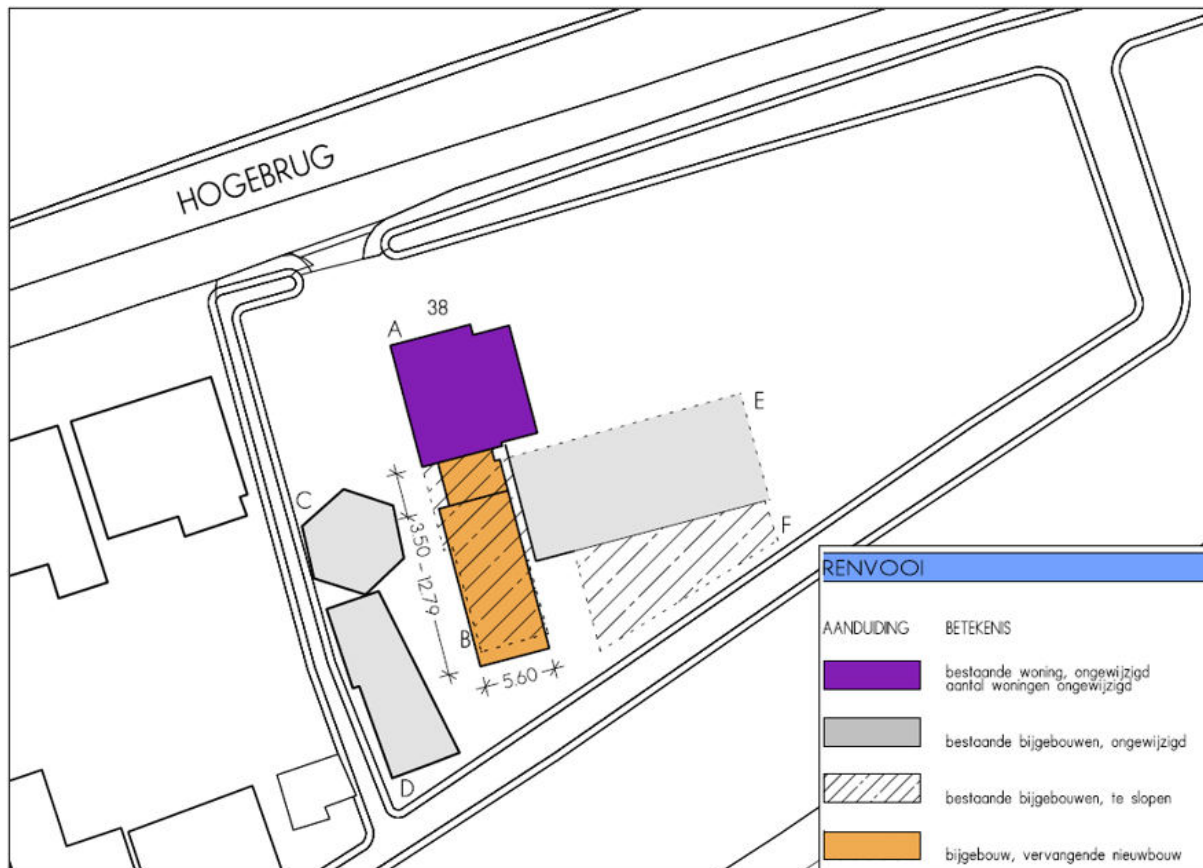 HOGEBRUG
38
A
E
C
F
3.50 - 12.79
B
5.60
D
RENVOOI
AANDUIDING BETEKENIS
bestaande woning, ongewijzigd
aantal woningen ongewijzigd
bestaande bijgebouwen, ongewijzigd
bestaande bijgebouwen, te slopen
bijgebouw, vervangende nieuwbouw